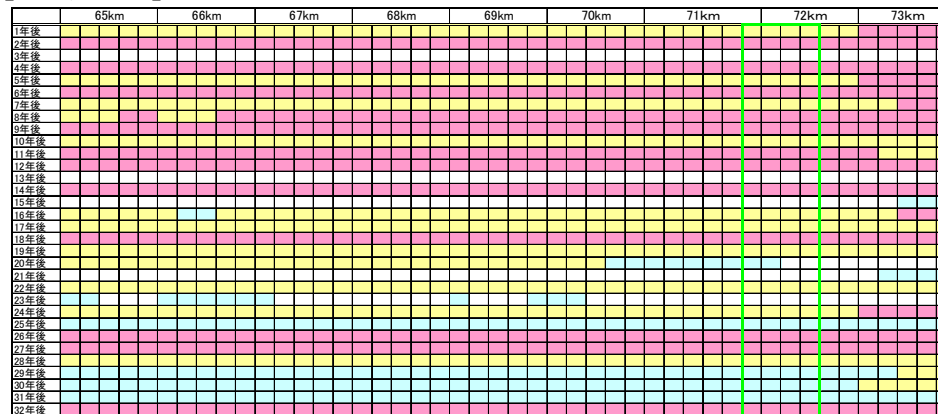 65km 66km 67km 68km 69km 70km 71km 72km 73km
1年後
2年後
3年後
4年後
5年後
6年後
7年後
8年後
9年後
10年後
11年後
12年後
13年後
14年後
15年後
16年後
17年後
18年後
19年後
20年後
21年後
22年後
23年後
24年後
25年後
26年後
27年後
28年後
29年後
30年後
31年後
32年後